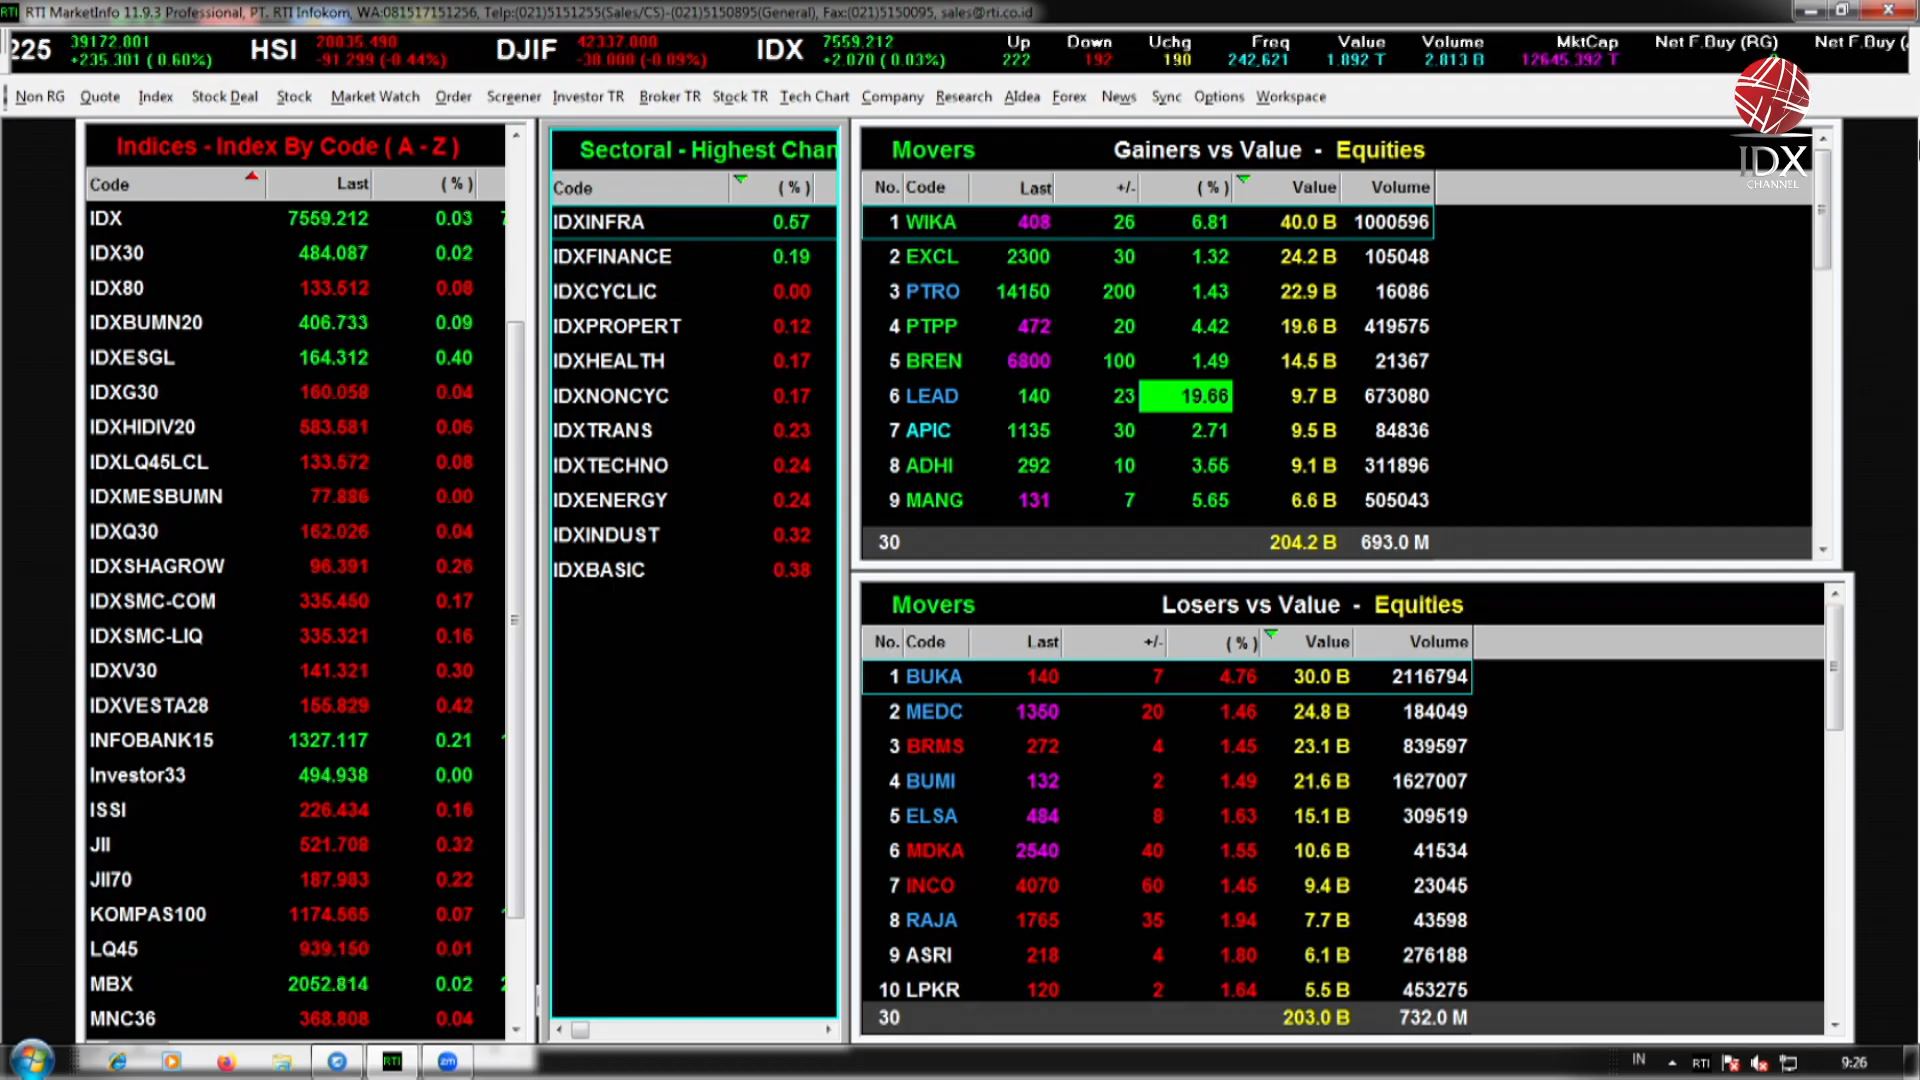 RTI MarketInfo 11.9.3 Professional, PT. RTI Infokom, WA:081517151256, Telp:(021)5151255(Sales/CS)-(021)5150895(General), Fax:(021)5150095, sales@rti.co.id
225 39172.001 +235.301 ( 0.60%) HSI 20835.490 -91.299 (-0.44%) DJIF 42337.000 -38.000 (-0.09%) IDX 7559.212 +2.070 ( 0.03%)
Up Down Uchg Freq Value Volume MktCap Net F.Buy (RG) Net F.Buy (
222 192 190 242,621 1.092 T 2.013 B 12645.392 T
Non RG Quote Index Stock Deal Stock Market Watch Order Screener Investor TR Broker TR Stock TR Tech Chart Company Research AIdea Forex News Sync Options Workspace
IDX
CHANNEL
Indices - Index By Code ( A - Z )
Code Last ( % )
IDX 7559.212 0.03
IDX30 484.087 0.02
IDX80 133.512 0.08
IDXBUMN20 406.733 0.09
IDXESGL 164.312 0.40
IDXG30 160.058 0.04
IDXHIDIV20 583.581 0.06
IDXLQ45LCL 133.572 0.08
IDXMESBUMN 77.886 0.00
IDXQ30 162.026 0.04
IDXSHAGROW 96.391 0.26
IDXSMC-COM 335.450 0.17
IDXSMC-LIQ 335.321 0.16
IDXV30 141.321 0.30
IDXVESTA28 155.829 0.42
INFOBANK15 1327.117 0.21
Investor33 494.938 0.00
ISSI 226.434 0.16
JII 521.708 0.32
JII70 187.983 0.22
KOMPAS100 1174.565 0.07
LQ45 939.150 0.01
MBX 2052.814 0.02
MNC36 368.808 0.04
Sectoral - Highest Chan
Code ( % )
IDXINFRA 0.57
IDXFINANCE 0.19
IDXCYCLIC 0.00
IDXPROPERT 0.12
IDXHEALTH 0.17
IDXNONCYC 0.17
IDXTRANS 0.23
IDXTECHNO 0.24
IDXENERGY 0.24
IDXINDUST 0.32
IDXBASIC 0.38
Movers Gainers vs Value - Equities
No. Code Last +/- ( % ) Value Volume
1 WIKA 408 26 6.81 40.0 B 1000596
2 EXCL 2300 30 1.32 24.2 B 105048
3 PTRO 14150 200 1.43 22.9 B 16086
4 PTPP 472 20 4.42 19.6 B 419575
5 BREN 6800 100 1.49 14.5 B 21367
6 LEAD 140 23 19.66 9.7 B 673080
7 APIC 1135 30 2.71 9.5 B 84836
8 ADHI 292 10 3.55 9.1 B 311896
9 MANG 131 7 5.65 6.6 B 505043
30 204.2 B 693.0 M
Movers Losers vs Value - Equities
No. Code Last +/- ( % ) Value Volume
1 BUKA 140 7 4.76 30.0 B 2116794
2 MEDC 1350 20 1.46 24.8 B 184049
3 BRMS 272 4 1.45 23.1 B 839597
4 BUMI 132 2 1.49 21.6 B 1627007
5 ELSA 484 8 1.63 15.1 B 309519
6 MDKA 2540 40 1.55 10.6 B 41534
7 INCO 4070 60 1.45 9.4 B 23045
8 RAJA 1765 35 1.94 7.7 B 43598
9 ASRI 218 4 1.80 6.1 B 276188
10 LPKR 120 2 1.64 5.5 B 453275
30 203.0 B 732.0 M
RTI zm IN RTI 9:26